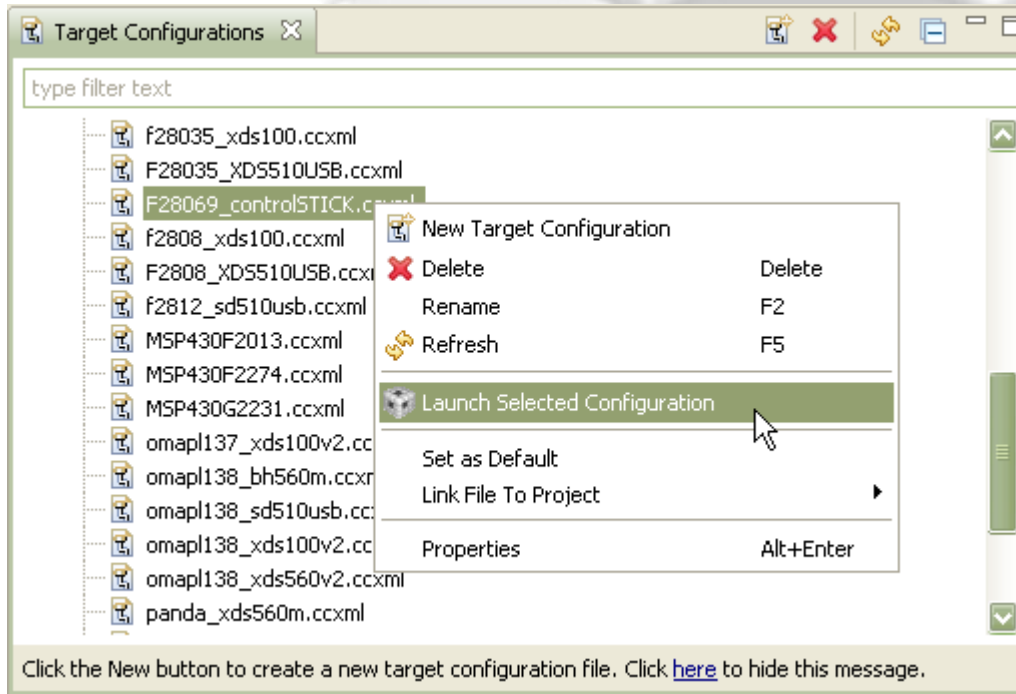 Target Configurations
type filter text
f28035_xds100.ccxml
F28035_XDS510USB.ccxml
F28069_controlSTICK.ccxml
f2808_xds100.ccxml
F2808_XDS510USB.ccx
f2812_sd510usb.ccxml
MSP430F2013.ccxml
MSP430F2274.ccxml
MSP430G2231.ccxml
omapl137_xds100v2.cc
omapl138_bh560m.ccx
omapl138_sd510usb.cc
omapl138_xds100v2.cc
omapl138_xds560v2.ccxml
panda_xds560m.ccxml
New Target Configuration
Delete Delete
Rename F2
Refresh F5
Launch Selected Configuration
Set as Default
Link File To Project
Properties Alt+Enter
Click the New button to create a new target configuration file. Click here to hide this message.